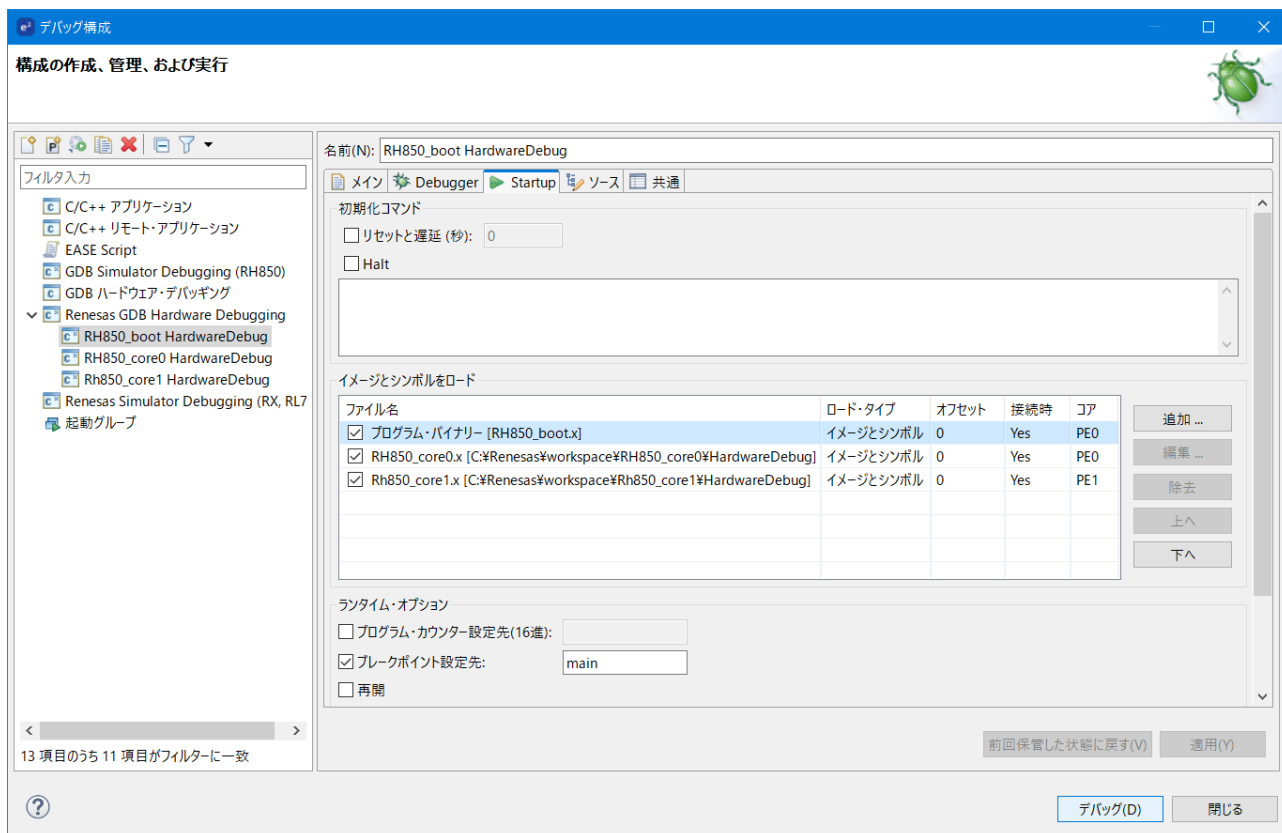 e² デバッグ構成
構成の作成、管理、および実行
フィルタ入力
C/C++ アプリケーション
C/C++ リモート・アプリケーション
EASE Script
GDB Simulator Debugging (RH850)
GDB ハードウェア・デバッギング
Renesas GDB Hardware Debugging
RH850_boot HardwareDebug
RH850_core0 HardwareDebug
Rh850_core1 HardwareDebug
Renesas Simulator Debugging (RX, RL7
起動グループ
13 項目のうち 11 項目がフィルターに一致
名前(N): RH850_boot HardwareDebug
メイン Debugger Startup ソース 共通
初期化コマンド
リセットと遅延 (秒): 0
Halt
イメージとシンボルをロード
ファイル名 ロード・タイプ オフセット 接続時 コア
プログラム・バイナリー [RH850_boot.x] イメージとシンボル 0 Yes PE0
RH850_core0.x [C:¥Renesas¥workspace¥RH850_core0¥HardwareDebug] イメージとシンボル 0 Yes PE0
Rh850_core1.x [C:¥Renesas¥workspace¥Rh850_core1¥HardwareDebug] イメージとシンボル 0 Yes PE1
追加 ...
編集 ...
除去
上へ
下へ
ランタイム・オプション
プログラム・カウンター設定先(16進):
ブレークポイント設定先: main
再開
前回保管した状態に戻す(V) 適用(Y)
デバッグ(D) 閉じる